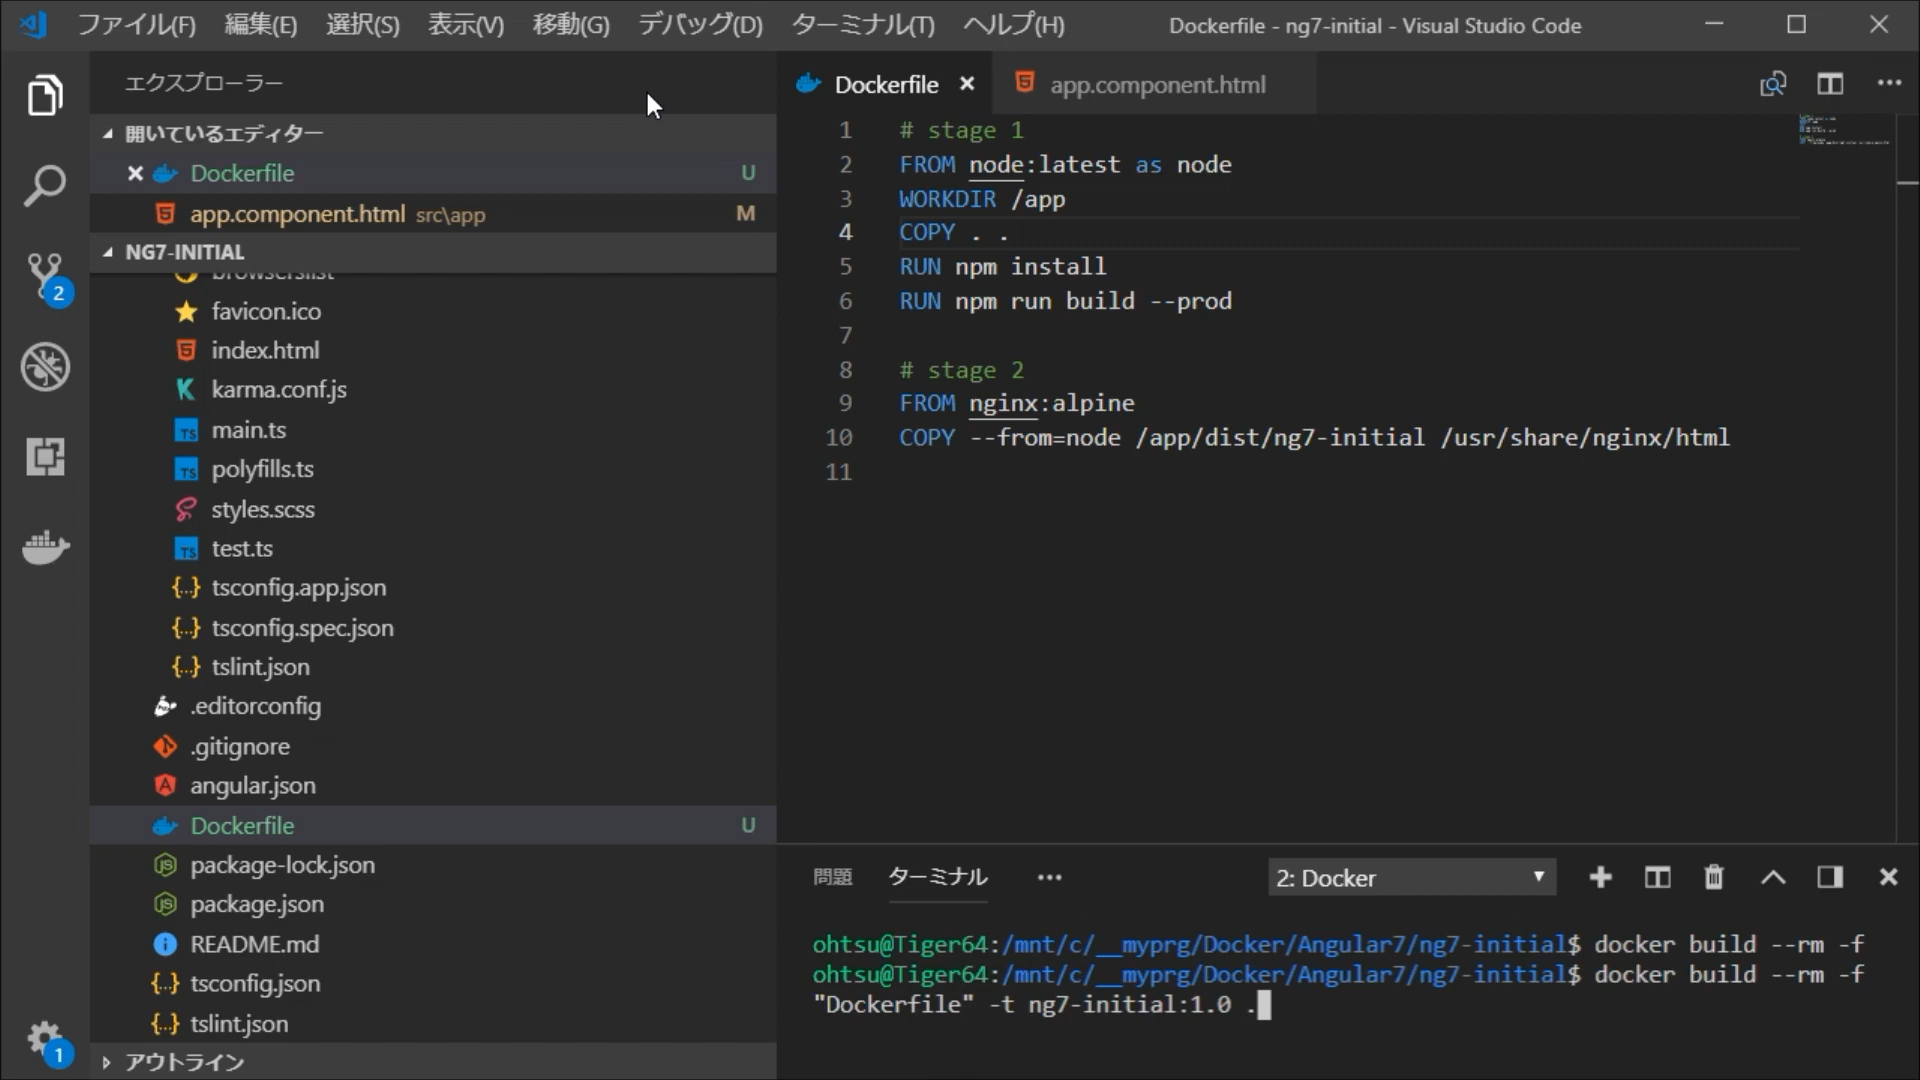 ファイル(F) 編集(E) 選択(S) 表示(V) 移動(G) デバッグ(D) ターミナル(T) ヘルプ(H) Dockerfile - ng7-initial - Visual Studio Code
エクスプローラー
開いているエディター
Dockerfile U
app.component.html src\app M
NG7-INITIAL
browserslist
favicon.ico
index.html
karma.conf.js
main.ts
polyfills.ts
styles.scss
test.ts
tsconfig.app.json
tsconfig.spec.json
tslint.json
.editorconfig
.gitignore
angular.json
Dockerfile U
package-lock.json
package.json
README.md
tsconfig.json
tslint.json
アウトライン
2
1
Dockerfile app.component.html
1 # stage 1
2 FROM node:latest as node
3 WORKDIR /app
4 COPY . .
5 RUN npm install
6 RUN npm run build --prod
7
8 # stage 2
9 FROM nginx:alpine
10 COPY --from=node /app/dist/ng7-initial /usr/share/nginx/html
11
問題 ターミナル ... 2: Docker
ohtsu@Tiger64:/mnt/c/__myprg/Docker/Angular7/ng7-initial$ docker build --rm -f
ohtsu@Tiger64:/mnt/c/__myprg/Docker/Angular7/ng7-initial$ docker build --rm -f
"Dockerfile" -t ng7-initial:1.0 .